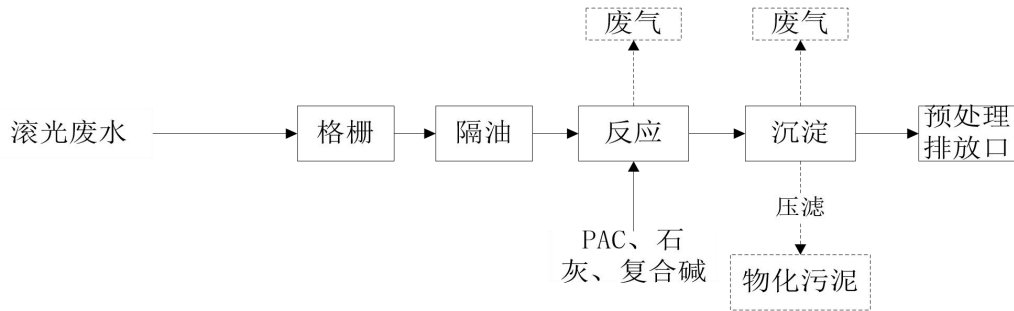 废气
废气
滚光废水
格栅
隔油
反应
沉淀
预处理
排放口
压滤
PAC、石
灰、复合碱
物化污泥